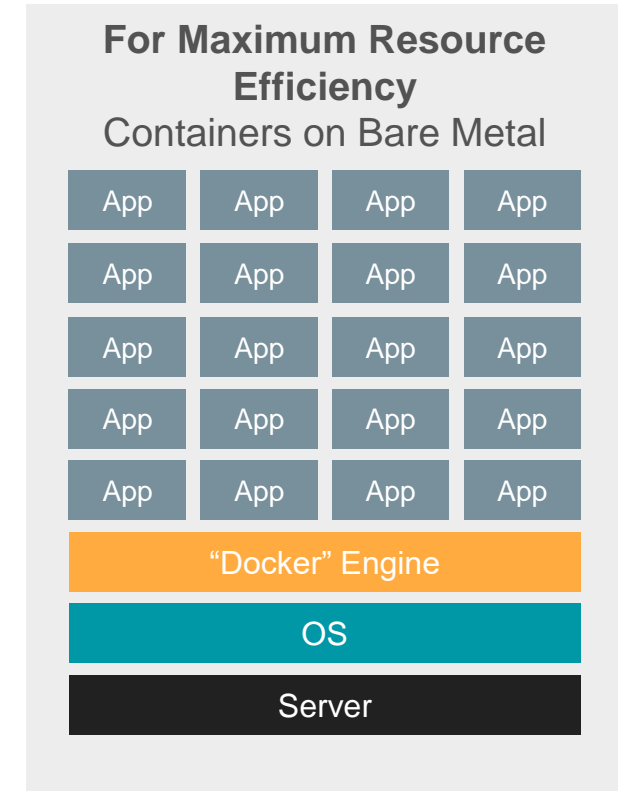 For Maximum Resource
Efficiency
Containers on Bare Metal
App App App App
App App App App
App App App App
App App App App
App App App App
“Docker” Engine
OS
Server